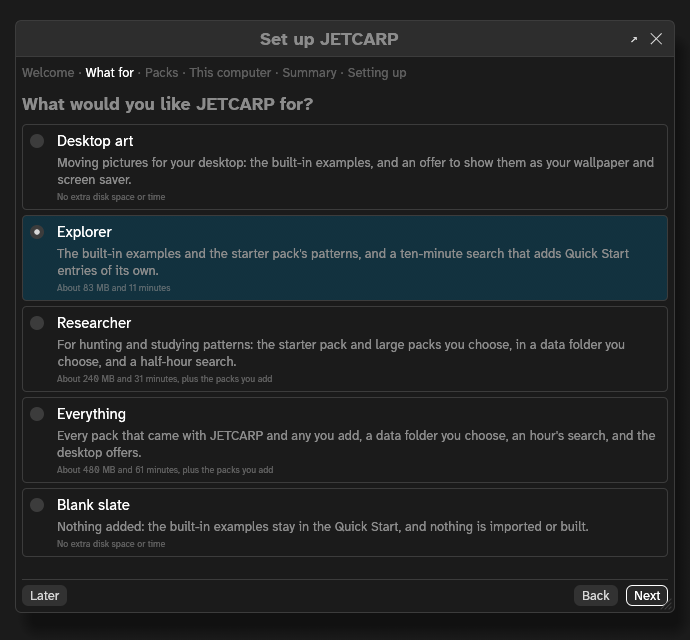 Set up JETCARP
Welcome · What for · Packs · This computer · Summary · Setting up
What would you like JETCARP for?
Desktop art
Moving pictures for your desktop: the built-in examples, and an offer to show them as your wallpaper and
screen saver.
No extra disk space or time
Explorer
The built-in examples and the starter pack's patterns, and a ten-minute search that adds Quick Start
entries of its own.
About 83 MB and 11 minutes
Researcher
For hunting and studying patterns: the starter pack and large packs you choose, in a data folder you
choose, and a half-hour search.
About 240 MB and 31 minutes, plus the packs you add
Everything
Every pack that came with JETCARP and any you add, a data folder you choose, an hour's search, and the
desktop offers.
About 480 MB and 61 minutes, plus the packs you add
Blank slate
Nothing added: the built-in examples stay in the Quick Start, and nothing is imported or built.
No extra disk space or time
Later
Back
Next